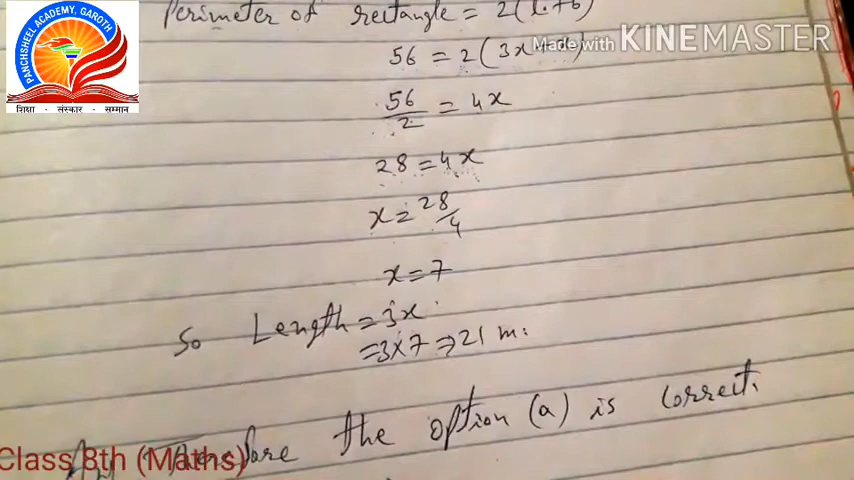 PANCHSHEEL ACADEMY, GAROTH
शिक्षा - संस्कार - सम्मान
Made with KINEMASTER
Perimeter of rectangle = 2(l+b)
56 = 2(3x+x)
56/2 = 4x
28 = 4x
x = 28/4
x = 7
So Length = 3x
= 3×7 ⇒ 21 m.
Therefore the option (a) is correct.
Class 8th (Maths)